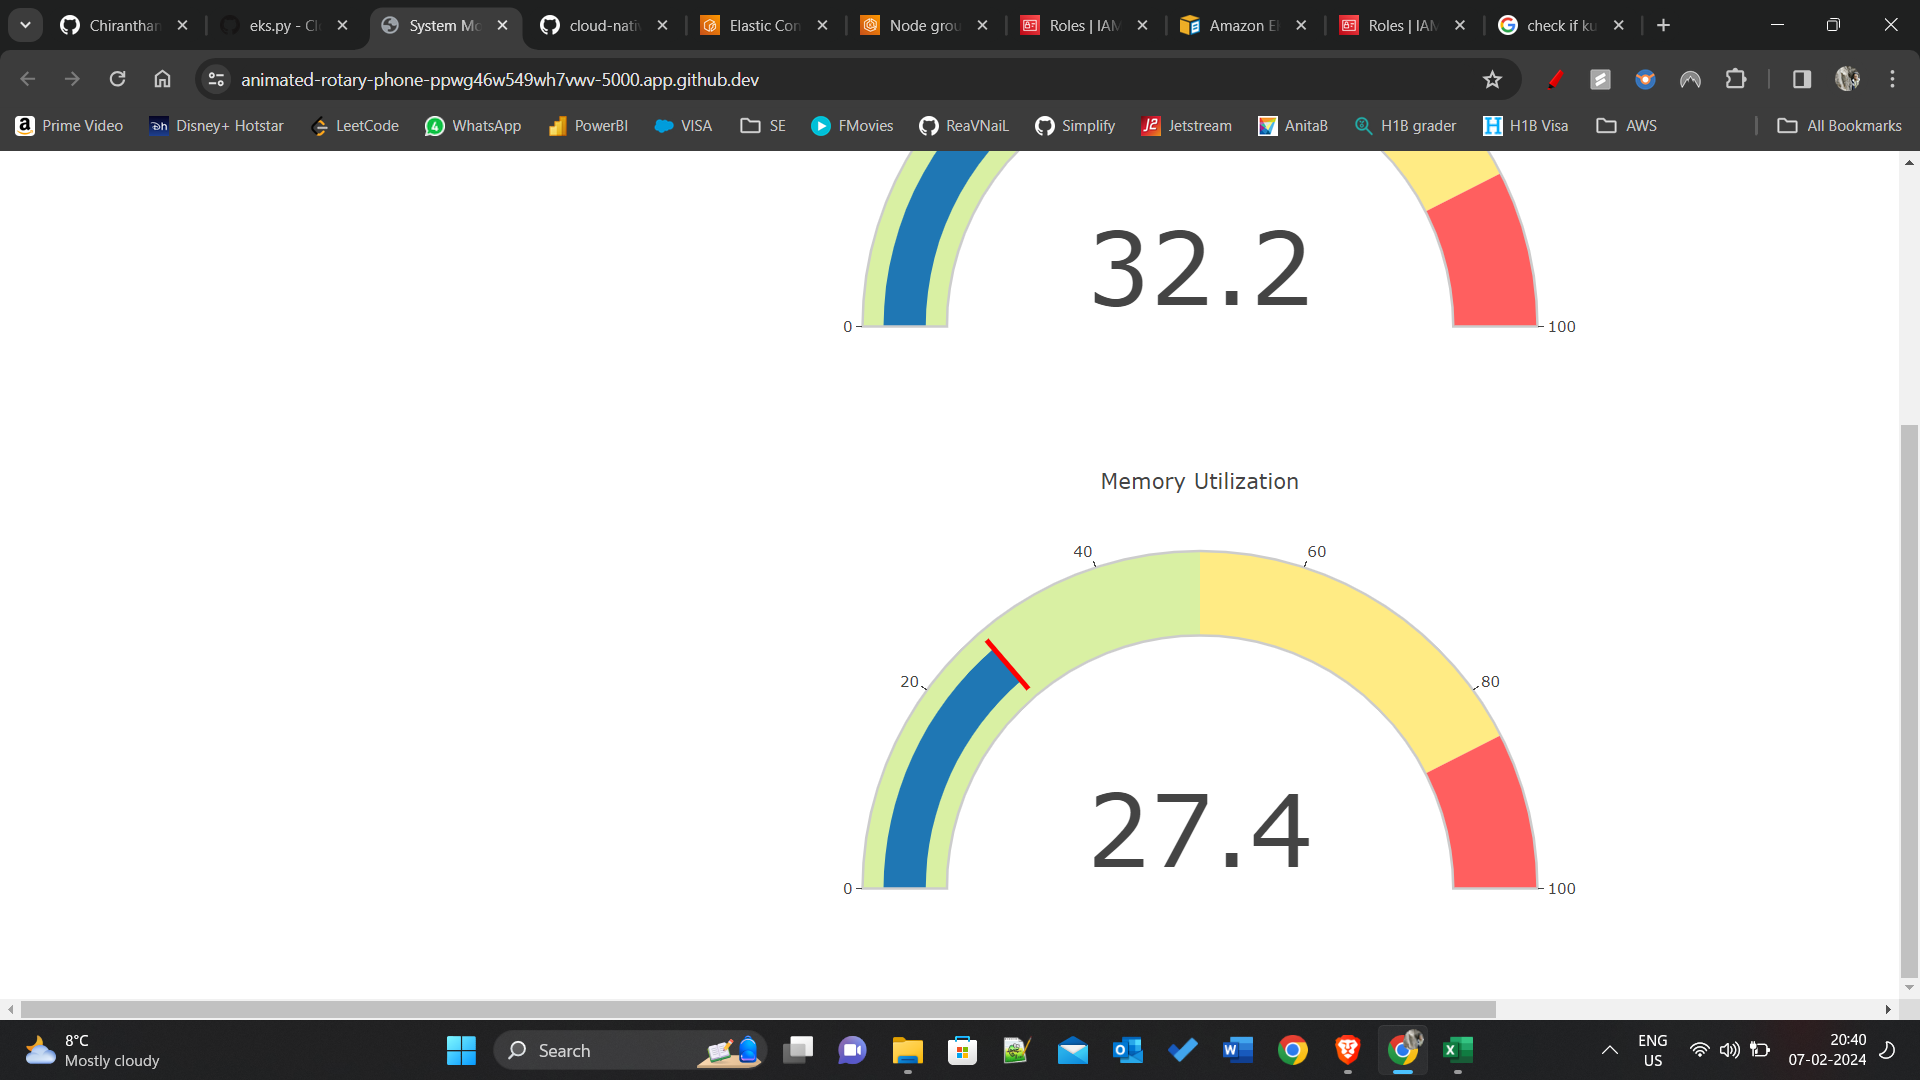 Chiranthan
eks.py - Cl
System Mo
cloud-nati
Elastic Con
Node grou
Roles | IAM
Amazon E
Roles | IAM
check if ku
animated-rotary-phone-ppwg46w549wh7vwv-5000.app.github.dev
Prime Video
Disney+ Hotstar
LeetCode
WhatsApp
PowerBI
VISA
SE
FMovies
ReaVNaiL
Simplify
Jetstream
AnitaB
H1B grader
H1B Visa
AWS
All Bookmarks
32.2
0
100
Memory Utilization
40
60
20
80
27.4
0
100
8°C
Mostly cloudy
Search
ENG
US
20:40
07-02-2024